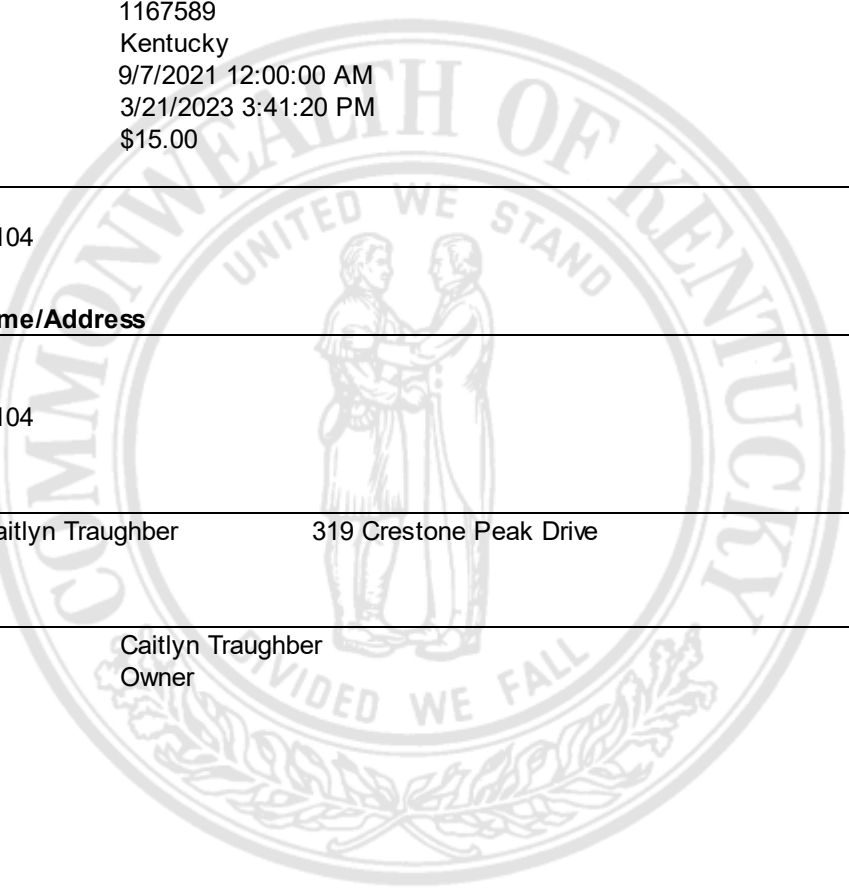 1167589
Kentucky
9/7/2021 12:00:00 AM
3/21/2023 3:41:20 PM
$15.00
104
me/Address
104
aitlyn Traughber 319 Crestone Peak Drive
Caitlyn Traughber
Owner
COMMONWEALTH OF KENTUCKY
UNITED WE STAND
DIVIDED WE FALL